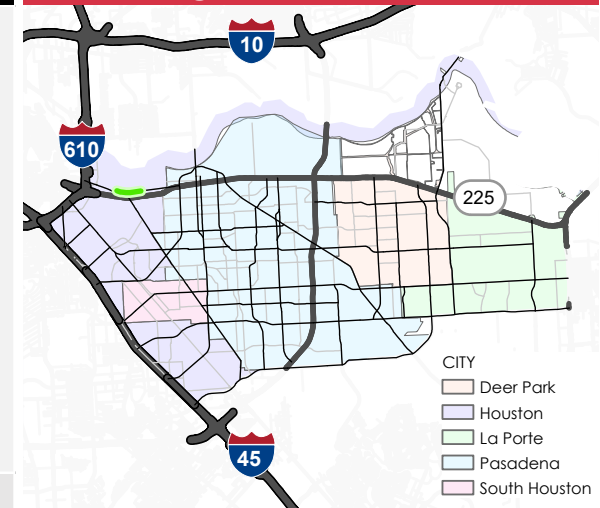 10
610
225
45
CITY
Deer Park
Houston
La Porte
Pasadena
South Houston